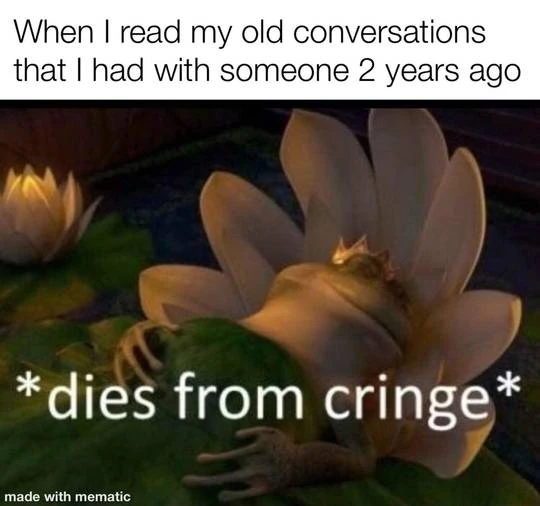 When I read my old conversations
that I had with someone 2 years ago
*dies from cringe*
made with mematic